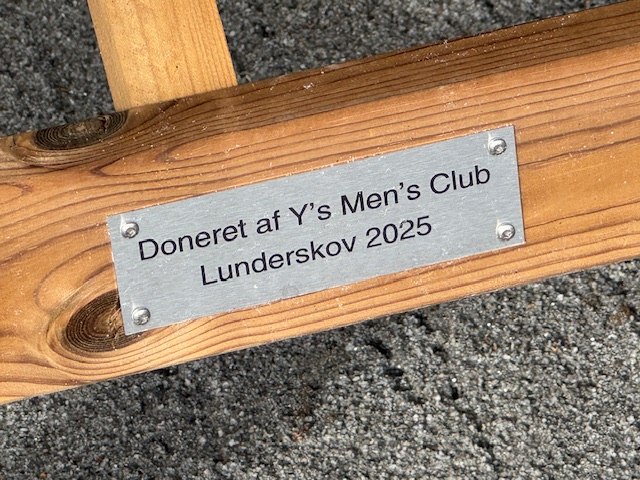 Doneret af Y's Men's Club
Lunderskov 2025